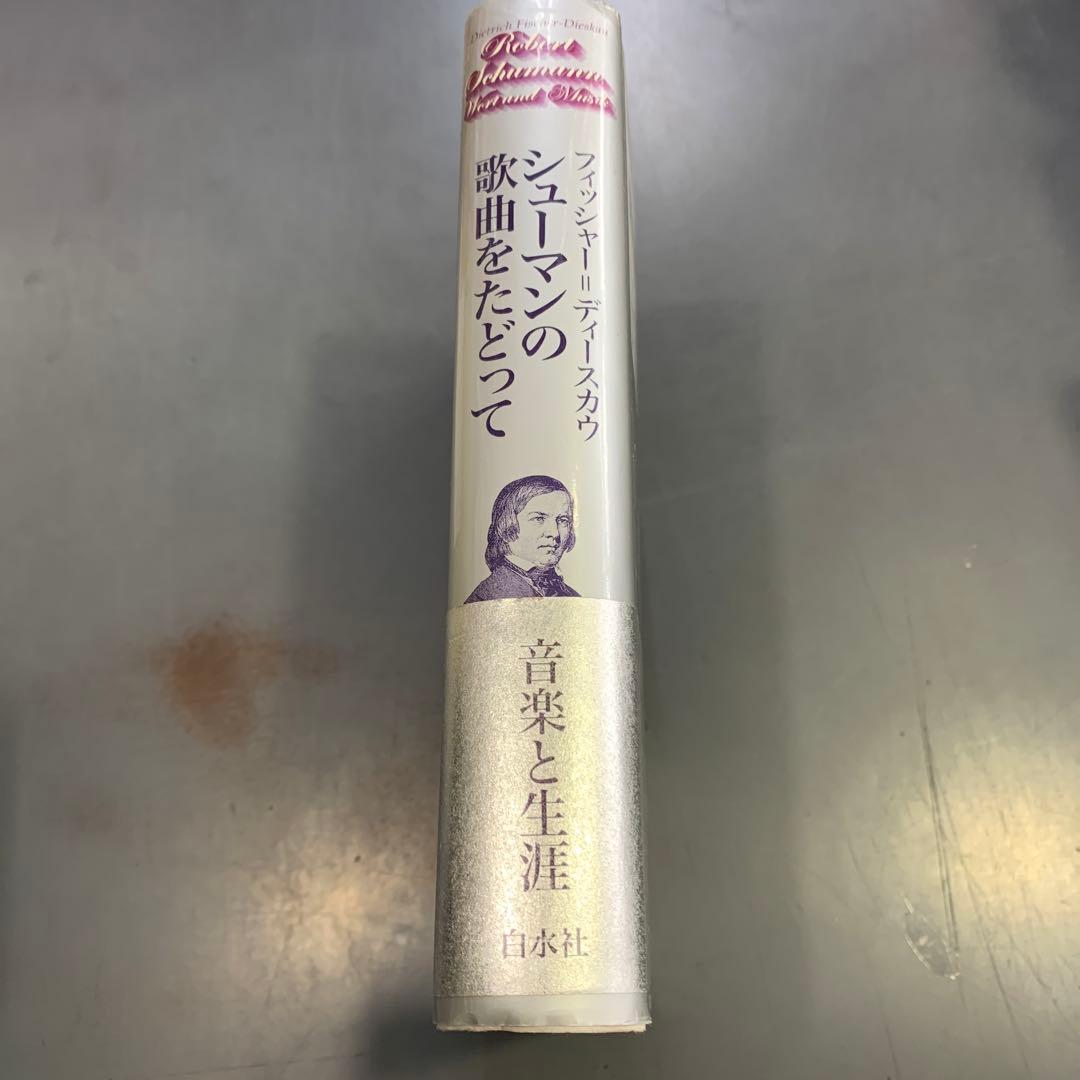 Dietrich Fischer-Dieskau
Robert
Schumann
Wort und Musik
フィッシャー=ディースカウ
シューマンの
歌曲をたどって
音楽と生涯
白水社